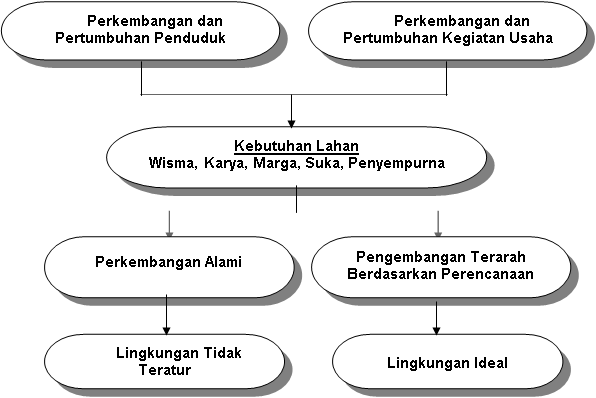 Perkembangan dan
Pertumbuhan Penduduk
Perkembangan dan
Pertumbuhan Kegiatan Usaha
Kebutuhan Lahan
Wisma, Karya, Marga, Suka, Penyempurna
Perkembangan Alami
Pengembangan Terarah
Berdasarkan Perencanaan
Lingkungan Tidak
Teratur
Lingkungan Ideal